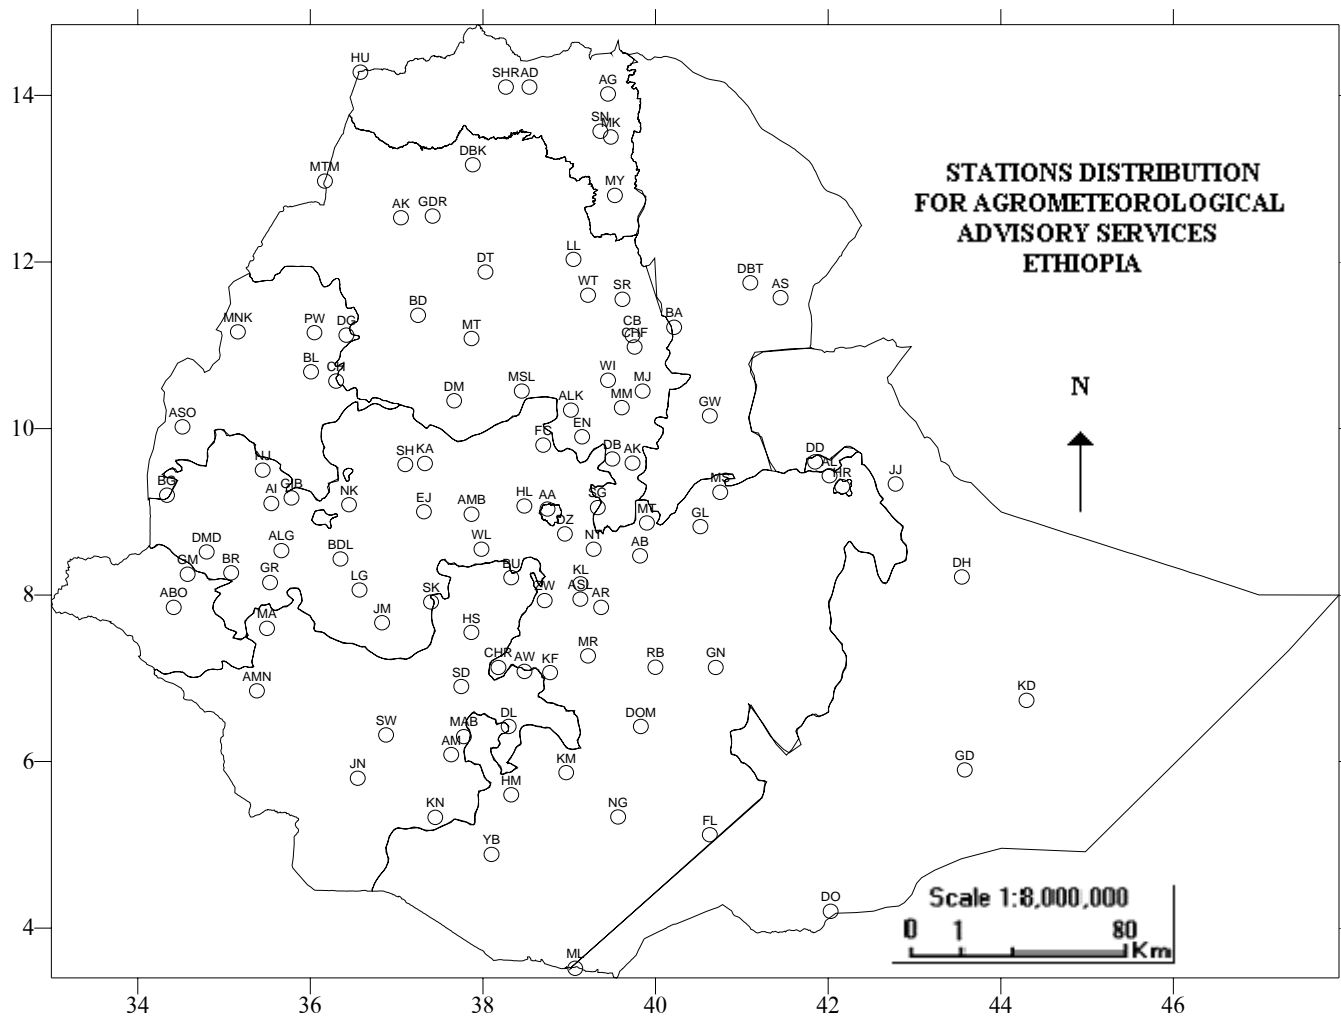 HU
SHR AD
14
AG
SN
MK
DBK
MTM
MY
STATIONS DISTRIBUTION
FOR AGROMETEOROLOGICAL
ADVISORY SERVICES
ETHIOPIA
AK GDR
12
LL
DT
WT
SR
DBT
AS
BD
BA
MNK
PW
DG
MT
CB
CHF
BL
CH
WI
MJ
N
DM
MSL
ALK
MM
GW
ASO
10
EN
FC
DB
AK
NJ
SH KA
DD
AL
HR
JJ
BG
GIB
AI
NK
EJ
AMB
HL
AA
SG
MS
MT
GL
DZ
DMD
ALG
BDL
WL
NT
AB
GM
BR
GR
LG
BU
KL
DH
8
ABO
SK
ZW
ASL
AR
MA
JM
HS
CHR
AW
KF
MR
RB
GN
AMN
SD
KD
SW
MAB
DL
DOM
6
AM
JN
KM
GD
HM
KN
NG
FL
YB
DO
Scale 1:8,000,000
0 1 80
Km
4
ML
34 36 38 40 42 44 46